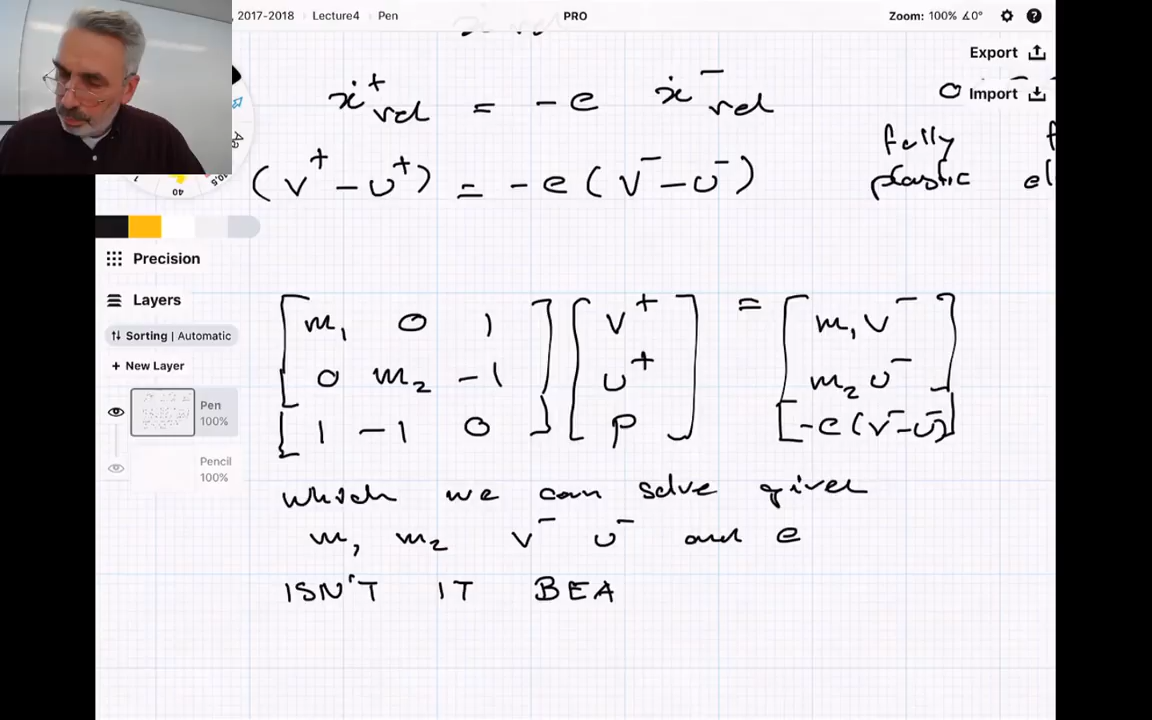 , 2017-2018 Lecture4 Pen PRO Zoom: 100% ∠0°
Export
Import
ẋ⁺rel = - e ẋ⁻rel
fully
plastic el
(v⁺ - u⁺) = - e (v⁻ - u⁻)
40
Precision
Layers
Sorting | Automatic
+ New Layer
Pen
100%
Pencil
100%
[m₁ 0 1] [v⁺] = [m₁v⁻]
[0 m₂ -1] [u⁺] [m₂u⁻]
[1 -1 0] [p] [-e(v⁻-u⁻)]
which we can solve given
m₁ m₂ v⁻ u⁻ and e
ISN'T IT BEA